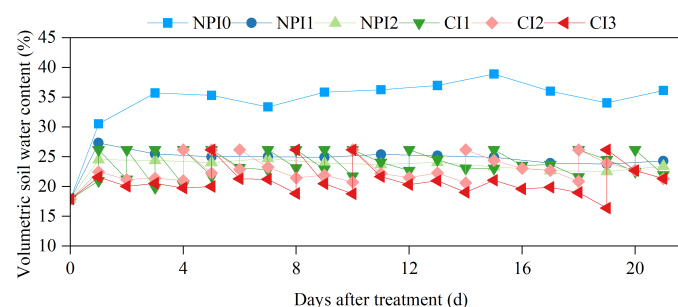 NPI0 NPI1 NPI2 CI1 CI2 CI3
Volumetric soil water content (%)
45
40
35
30
25
20
15
10
0 4 8 12 16 20
Days after treatment (d)